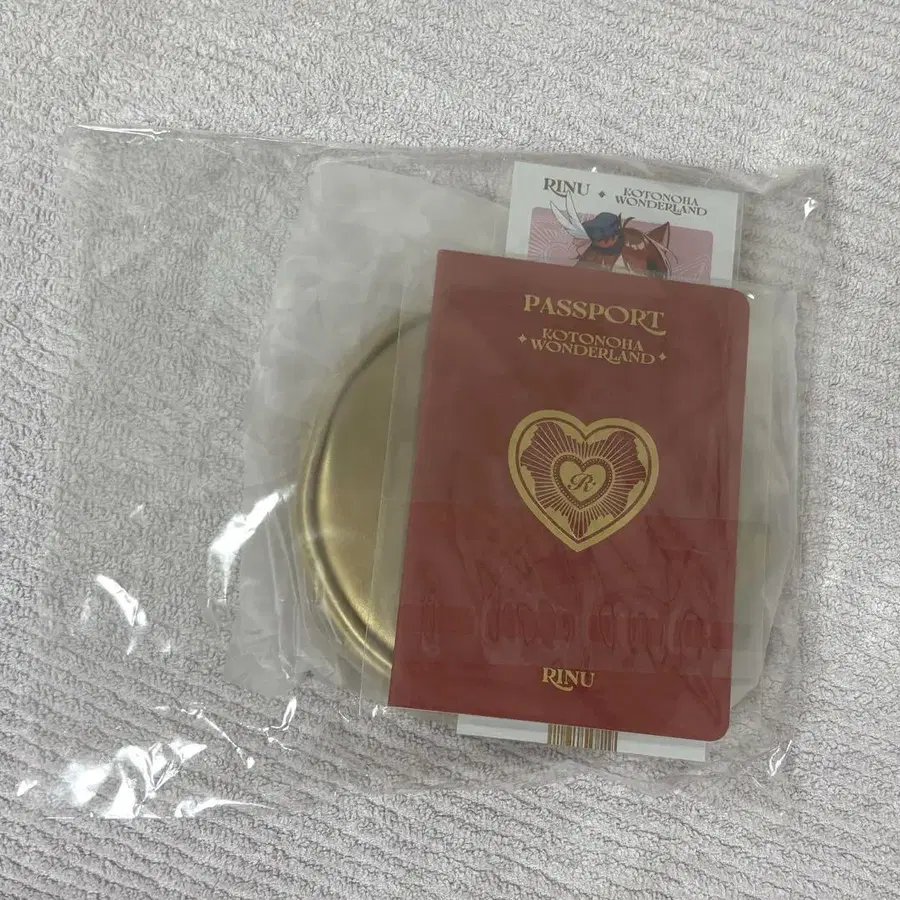 RINU ✦ KOTONOHA WONDERLAND
PASSPORT
✦ KOTONOHA
WONDERLAND ✦
R
RINU